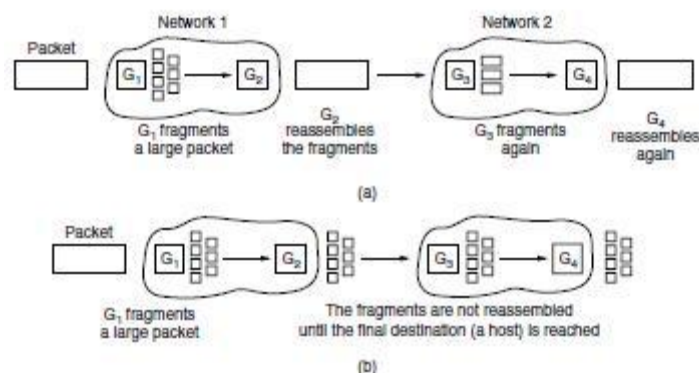 Network 1
Network 2
Packet
G1
G2
G3
G4
G1 fragments
a large packet
G2
reassembles
the fragments
G3 fragments
again
G4
reassembles
again
(a)
Packet
G1
G2
G3
G4
G1 fragments
a large packet
The fragments are not reassembled
until the final destination (a host) is reached
(b)